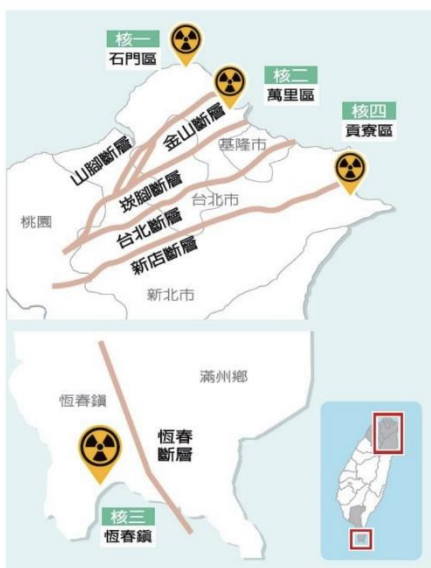 核一
石門區
核二
萬里區
核四
貢寮區
山腳斷層
金山斷層
基隆市
崁腳斷層
台北市
桃園
台北斷層
新店斷層
新北市
滿州鄉
恆春鎮
恆春
斷層
核三
恆春鎮